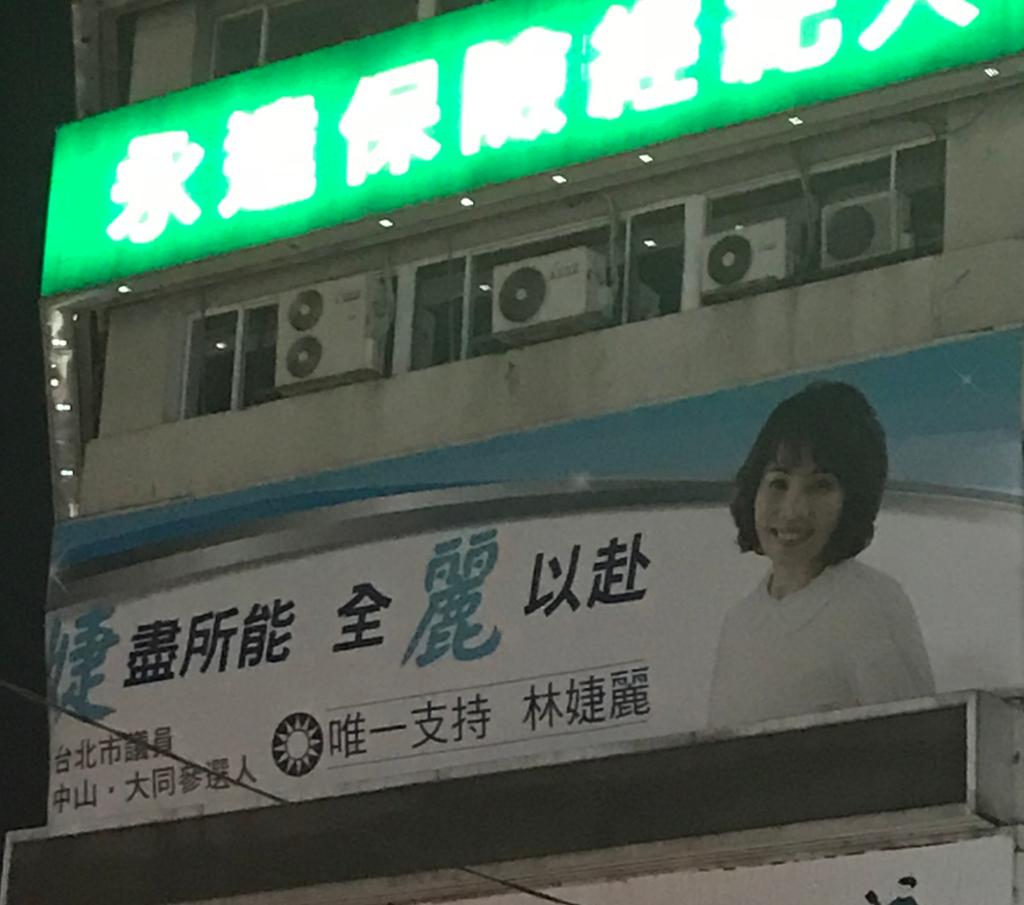 永達保險經紀人
婕盡所能 全麗以赴
台北市議員
中山·大同參選人
唯一支持 林婕麗